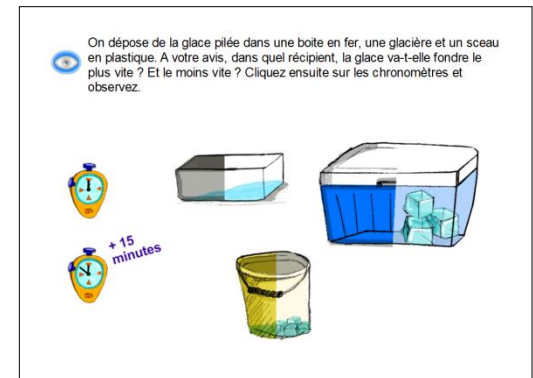 On dépose de la glace pilée dans une boite en fer, une glacière et un sceau
en plastique. A votre avis, dans quel récipient, la glace va-t-elle fondre le
plus vite ? Et le moins vite ? Cliquez ensuite sur les chronomètres et
observez.
+ 15
minutes